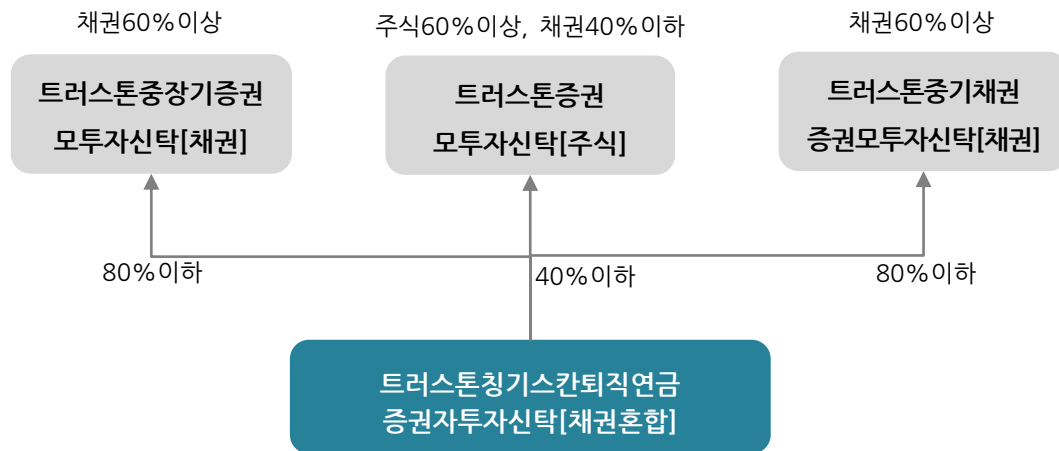 채권60%이상
주식60%이상, 채권40%이하
채권60%이상
트러스톤중장기증권
모투자신탁[채권]
트러스톤증권
모투자신탁[주식]
트러스톤중기채권
증권모투자신탁[채권]
80%이하
40%이하
80%이하
트러스톤칭기스칸퇴직연금
증권자투자신탁[채권혼합]